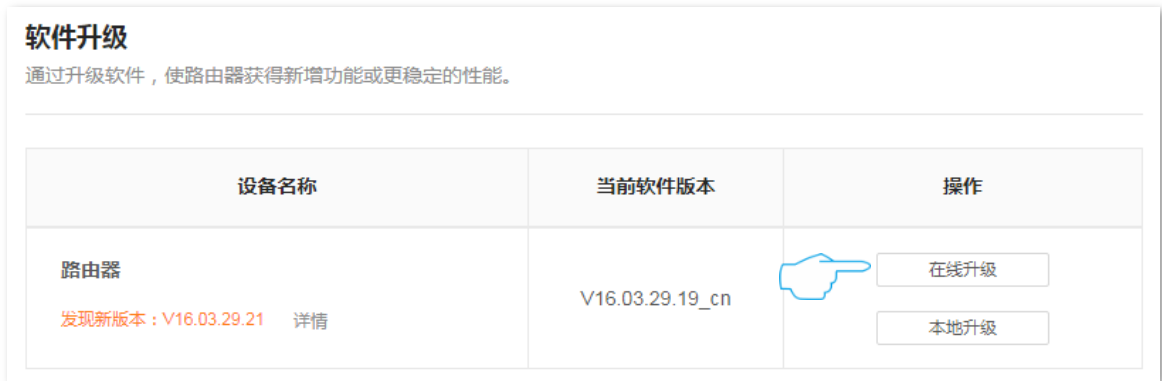 软件升级
通过升级软件，使路由器获得新增功能或更稳定的性能。
设备名称 当前软件版本 操作
路由器
发现新版本：V16.03.29.21 详情
V16.03.29.19_cn
在线升级
本地升级